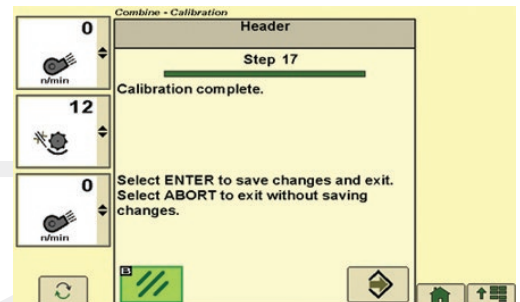 Combine - Calibration
0
n/min
12
0
n/min
Header
Step 17
Calibration complete.
Select ENTER to save changes and exit.
Select ABORT to exit without saving
changes.
B